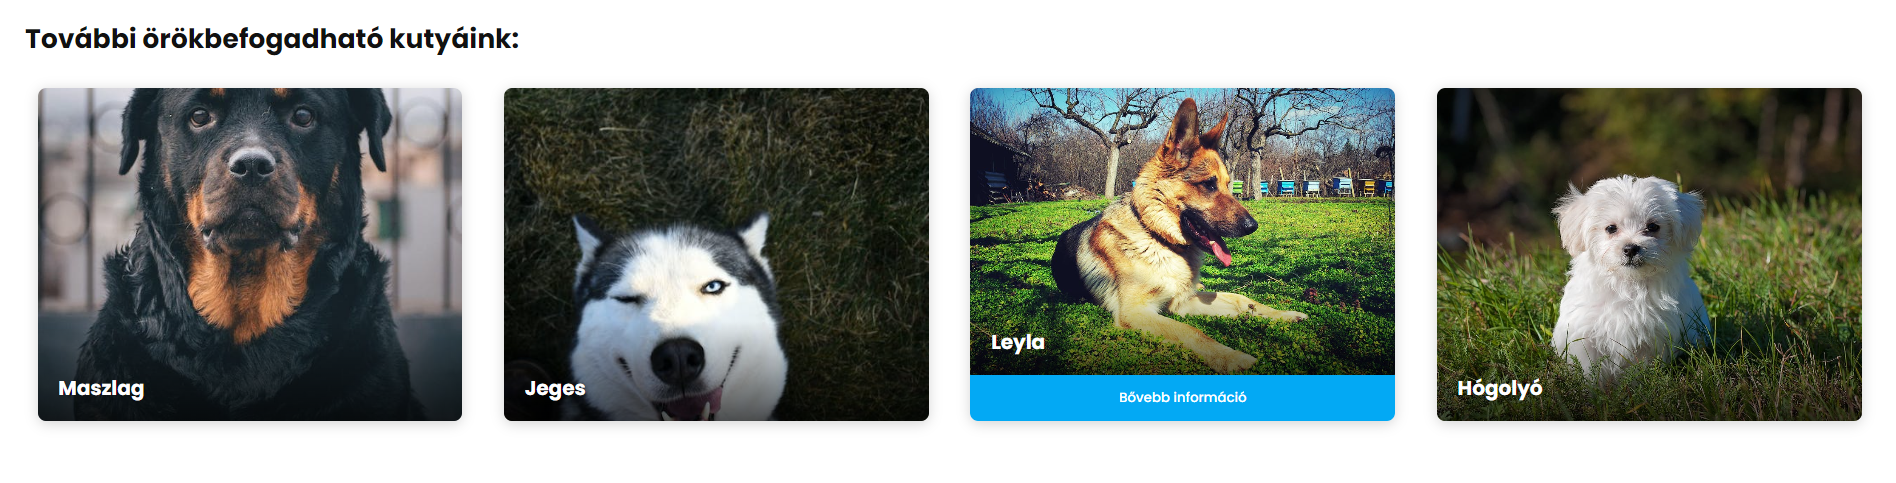 További örökbefogadható kutyáink:
Maszlag
Jeges
Leyla
Bővebb információ
Hógolyó